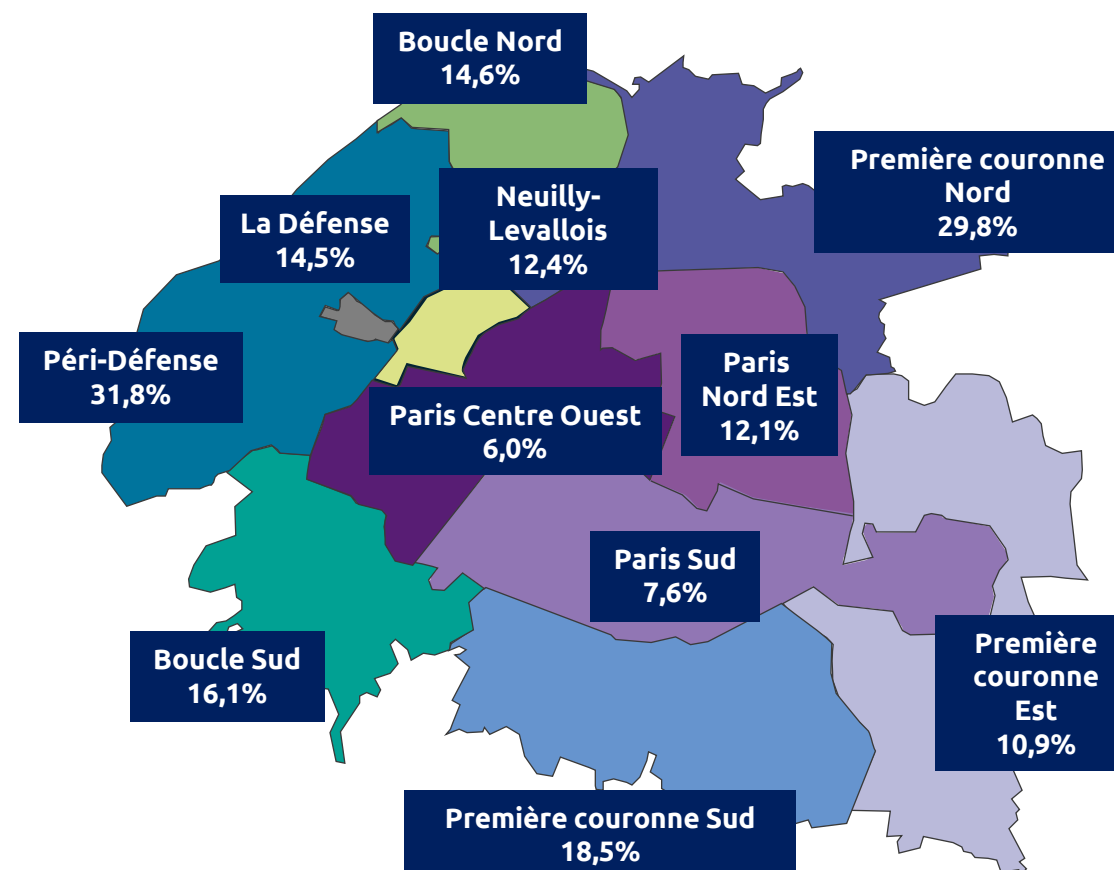 Boucle Nord
14,6%
Première couronne
Nord
29,8%
Neuilly-
Levallois
12,4%
La Défense
14,5%
Péri-Défense
31,8%
Paris
Nord Est
12,1%
Paris Centre Ouest
6,0%
Paris Sud
7,6%
Boucle Sud
16,1%
Première
couronne
Est
10,9%
Première couronne Sud
18,5%